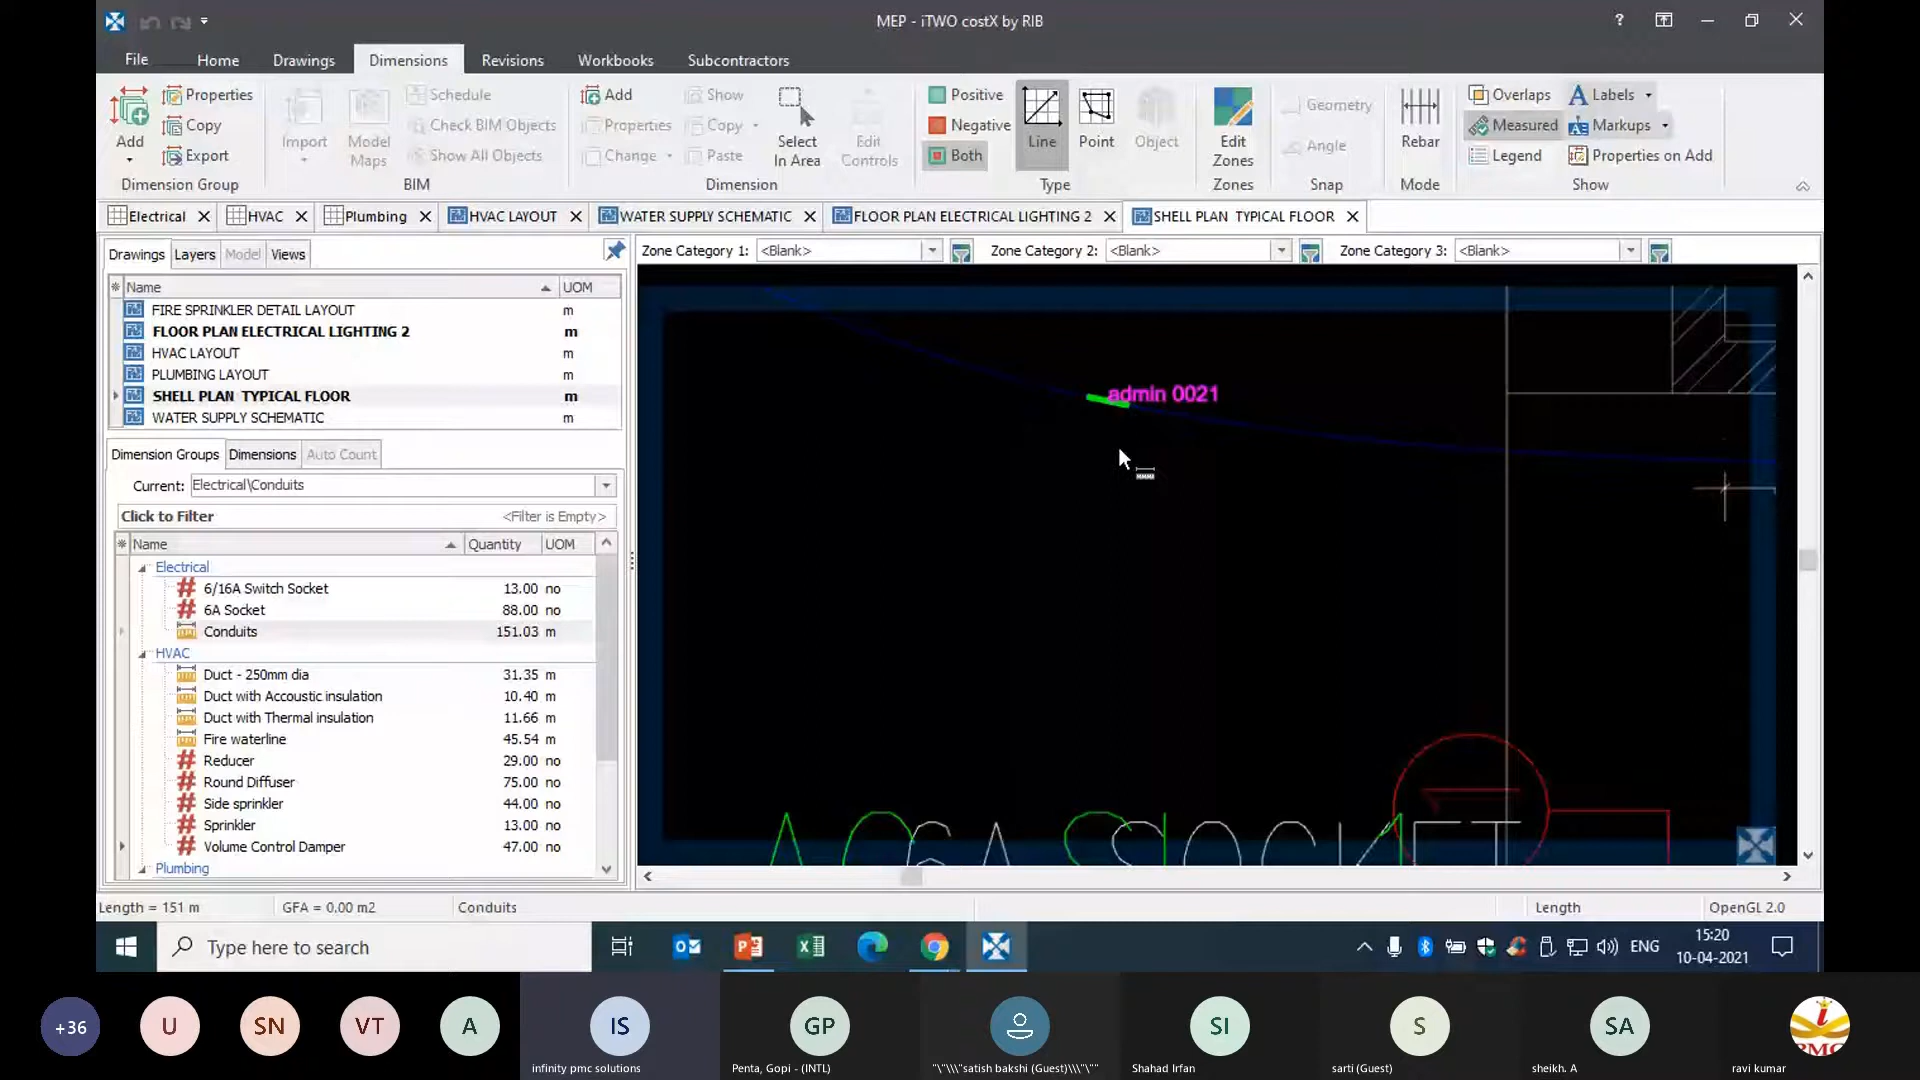 MEP - iTWO costX by RIB
?
File Home Drawings Dimensions Revisions Workbooks Subcontractors
Add
Properties
Copy
Export
Dimension Group
Import
Model Maps
Schedule
Check BIM Objects
Show All Objects
BIM
Add
Properties
Change
Show
Copy
Paste
Select In Area
Edit Controls
Dimension
Positive
Negative
Both
Line
Point
Object
Type
Edit Zones
Zones
Geometry
Angle
Snap
Rebar
Mode
Overlaps
Measured
Legend
Labels
Markups
Properties on Add
Show
Electrical HVAC Plumbing HVAC LAYOUT WATER SUPPLY SCHEMATIC FLOOR PLAN ELECTRICAL LIGHTING 2 SHELL PLAN TYPICAL FLOOR
Drawings Layers Model Views
Zone Category 1: <Blank> Zone Category 2: <Blank> Zone Category 3: <Blank>
Name UOM
FIRE SPRINKLER DETAIL LAYOUT m
FLOOR PLAN ELECTRICAL LIGHTING 2 m
HVAC LAYOUT m
PLUMBING LAYOUT m
SHELL PLAN TYPICAL FLOOR m
WATER SUPPLY SCHEMATIC m
Dimension Groups Dimensions Auto Count
Current: Electrical\Conduits
Click to Filter <Filter is Empty>
Name Quantity UOM
Electrical
6/16A Switch Socket 13.00 no
6A Socket 88.00 no
Conduits 151.03 m
HVAC
Duct - 250mm dia 31.35 m
Duct with Accoustic insulation 10.40 m
Duct with Thermal insulation 11.66 m
Fire waterline 45.54 m
Reducer 29.00 no
Round Diffuser 75.00 no
Side sprinkler 44.00 no
Sprinkler 13.00 no
Volume Control Damper 47.00 no
Plumbing
admin 0021
Length = 151 m GFA = 0.00 m2 Conduits Length OpenGL 2.0
Type here to search
ENG
15:20
10-04-2021
+36
U
SN
VT
A
IS
infinity pmc solutions
GP
Penta, Gopi - (INTL)
"\"\\\"satish bakshi (Guest)\\\"\""
SI
Shahad Irfan
S
sarti (Guest)
SA
sheikh. A
ravi kumar